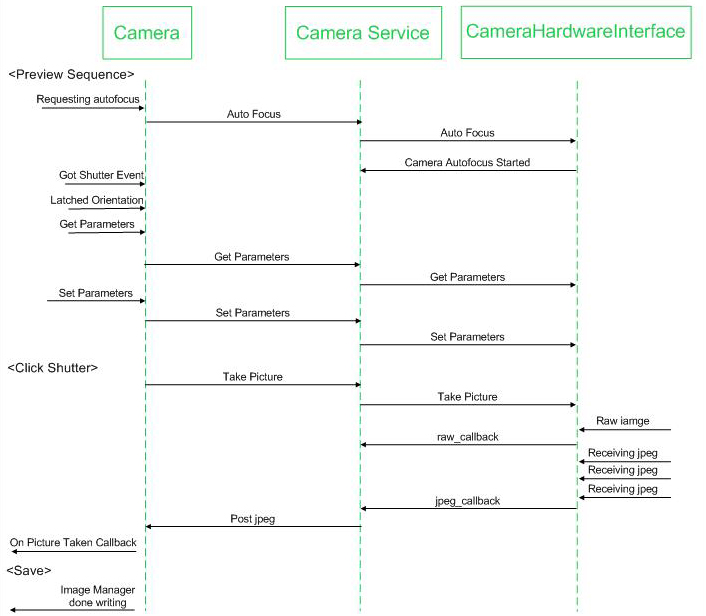 Camera
Camera Service
CameraHardwareInterface
<Preview Sequence>
Requesting autofocus
Auto Focus
Auto Focus
Camera Autofocus Started
Got Shutter Event
Latched Orientation
Get Parameters
Get Parameters
Get Parameters
Set Parameters
Set Parameters
Set Parameters
<Click Shutter>
Take Picture
Take Picture
Raw iamge
raw_callback
Receiving jpeg
Receiving jpeg
Receiving jpeg
jpeg_callback
Post jpeg
On Picture Taken Callback
<Save>
Image Manager
done writing